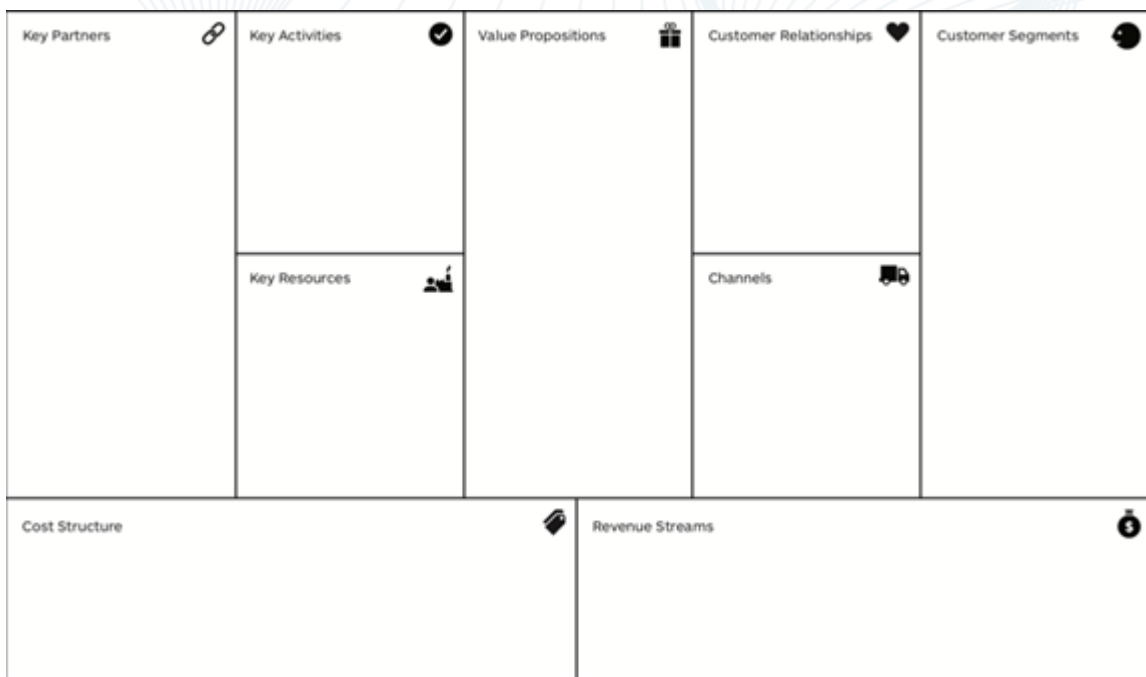 Key Partners
Key Activities
Value Propositions
Customer Relationships
Customer Segments
Key Resources
Channels
Cost Structure
Revenue Streams
$